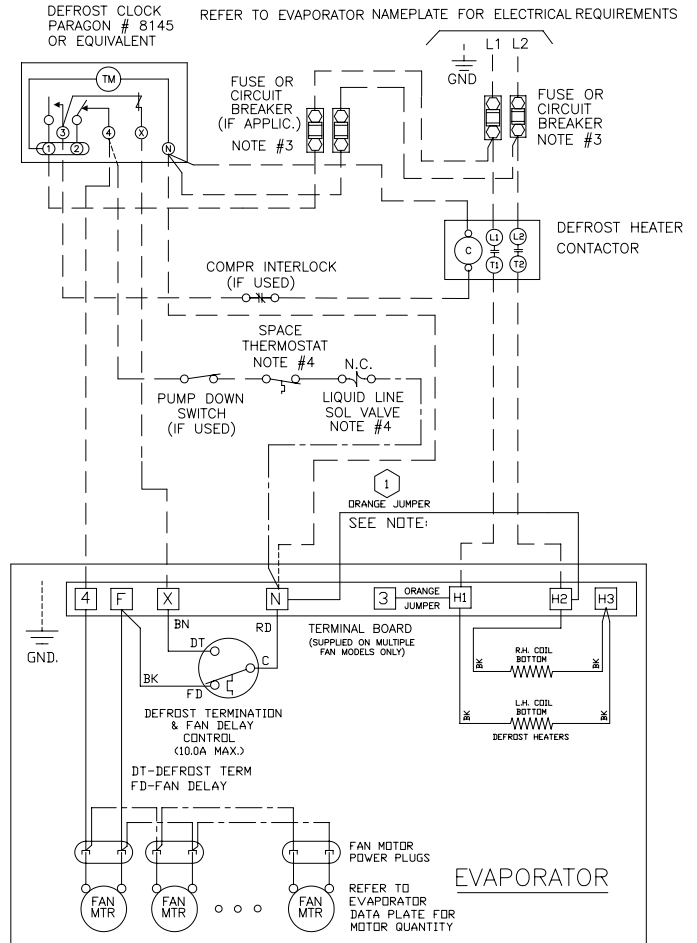 DEFROST CLOCK
PARAGON # 8145
OR EQUIVALENT
REFER TO EVAPORATOR NAMEPLATE FOR ELECTRICAL REQUIREMENTS
L1 L2
GND
TM
3
4
X
N
1
2
FUSE OR
CIRCUIT
BREAKER
(IF APPLIC.)
NOTE #3
FUSE OR
CIRCUIT
BREAKER
NOTE #3
C
L1
L2
T1
T2
DEFROST HEATER
CONTACTOR
COMPR INTERLOCK
(IF USED)
SPACE
THERMOSTAT
NOTE #4
N.C.
PUMP DOWN
SWITCH
(IF USED)
LIQUID LINE
SOL VALVE
NOTE #4
1
ORANGE JUMPER
SEE NOTE:
4
F
X
N
3
ORANGE
JUMPER
H1
H2
H3
GND.
BN
RD
TERMINAL BOARD
(SUPPLIED ON MULTIPLE
FAN MODELS ONLY)
DT
C
BK
FD
DEFROST TERMINATION
& FAN DELAY
CONTROL
(10.0A MAX.)
DT-DEFROST TERM
FD-FAN DELAY
BK
R.H. COIL
BOTTOM
BK
BK
L.H. COIL
BOTTOM
BK
DEFROST HEATERS
FAN MOTOR
POWER PLUGS
EVAPORATOR
FAN
MTR
FAN
MTR
FAN
MTR
REFER TO
EVAPORATOR
DATA PLATE FOR
MOTOR QUANTITY